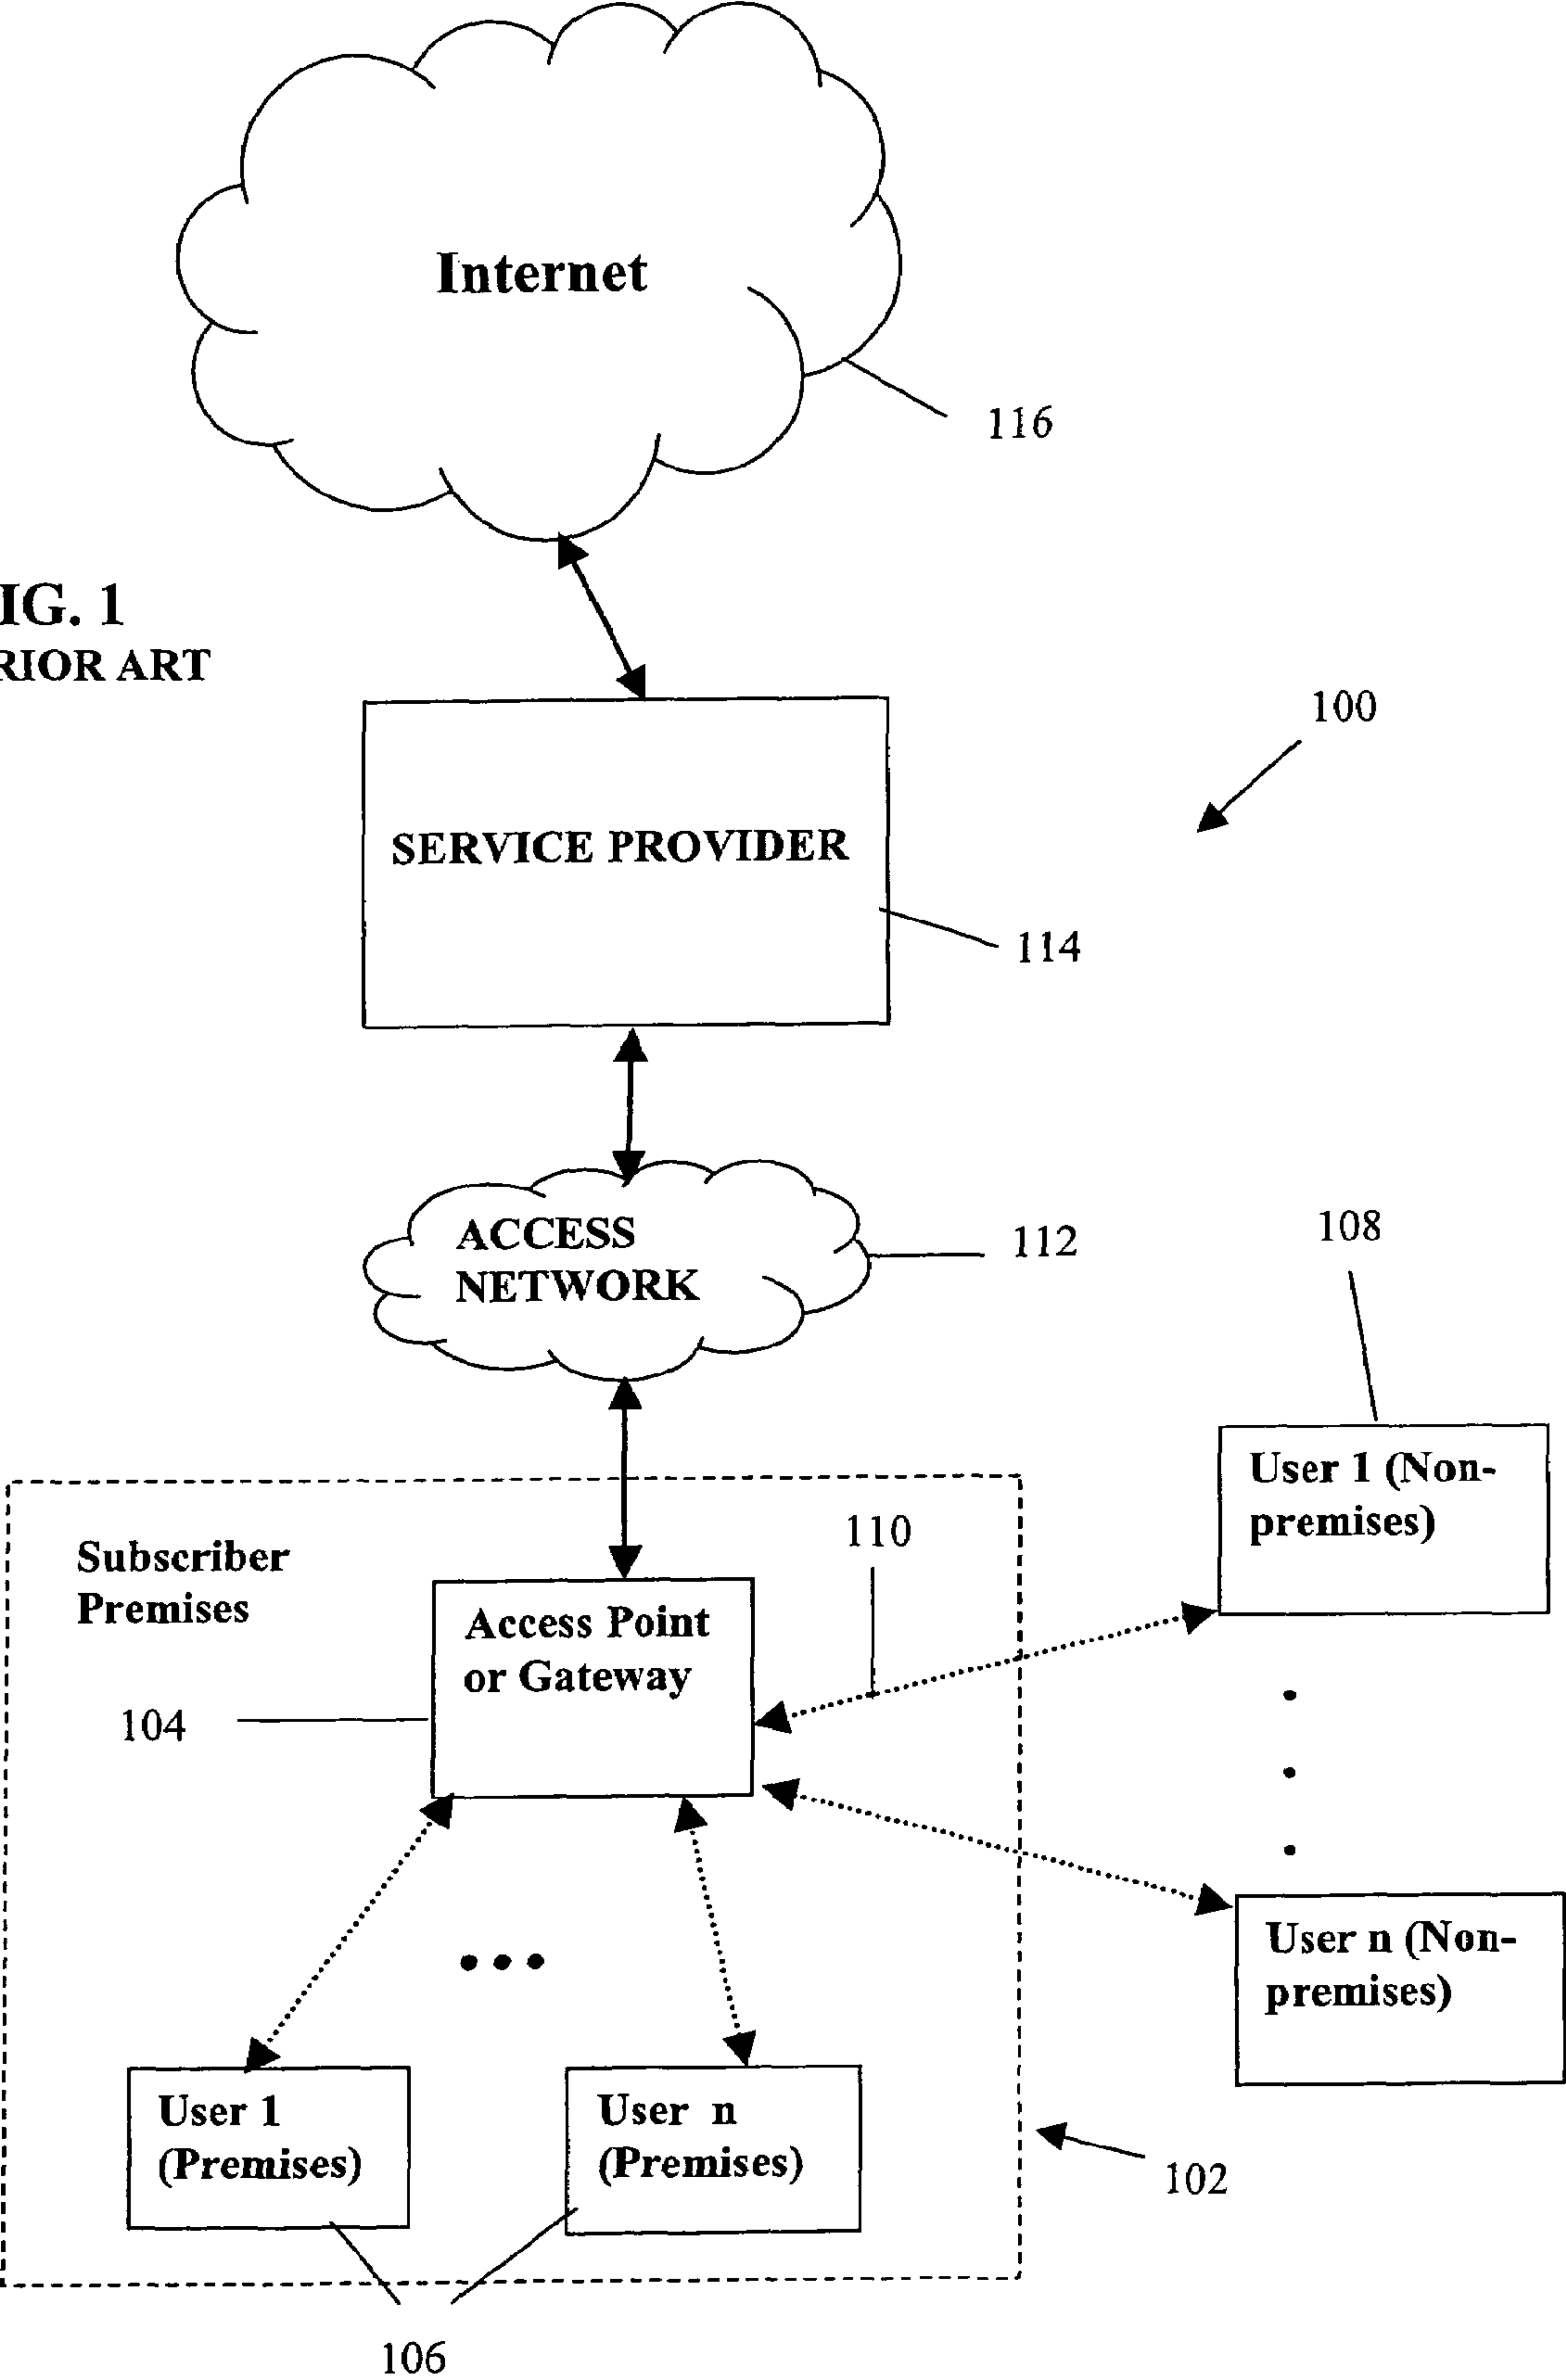 Internet
116
IG. 1
RIOR ART
100
SERVICE PROVIDER
114
ACCESS
NETWORK
112
108
User 1 (Non-
premises)
110
Subscriber
Premises
Access Point
or Gateway
104
User n (Non-
premises)
User 1
(Premises)
User n
(Premises)
102
106